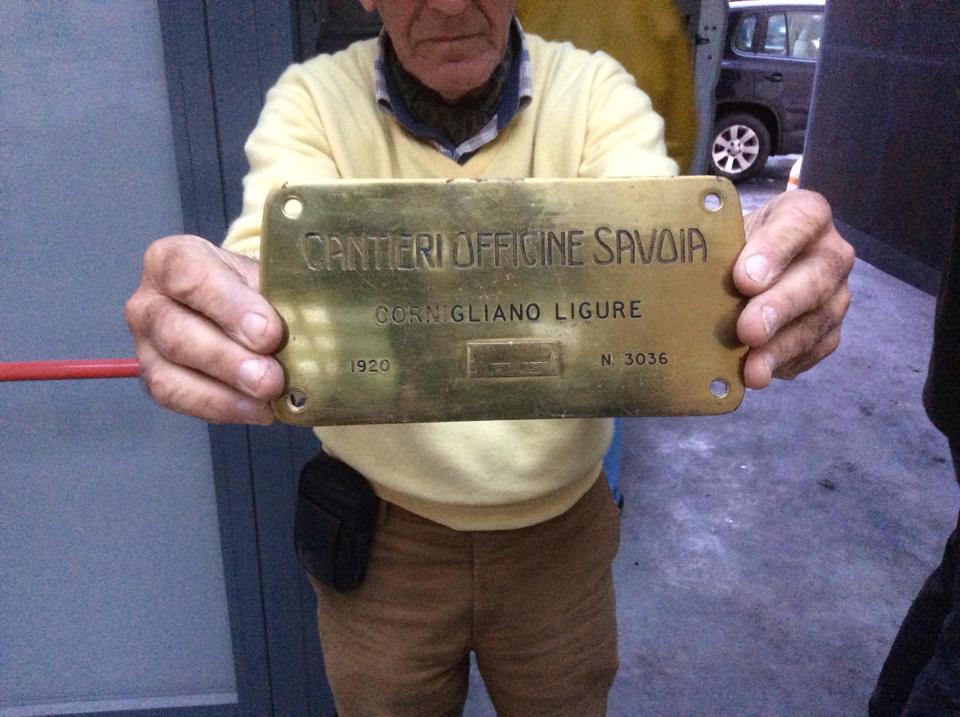 CANTIERI OFFICINE SAVOIA
CORNIGLIANO LIGURE
1920 N. 3036